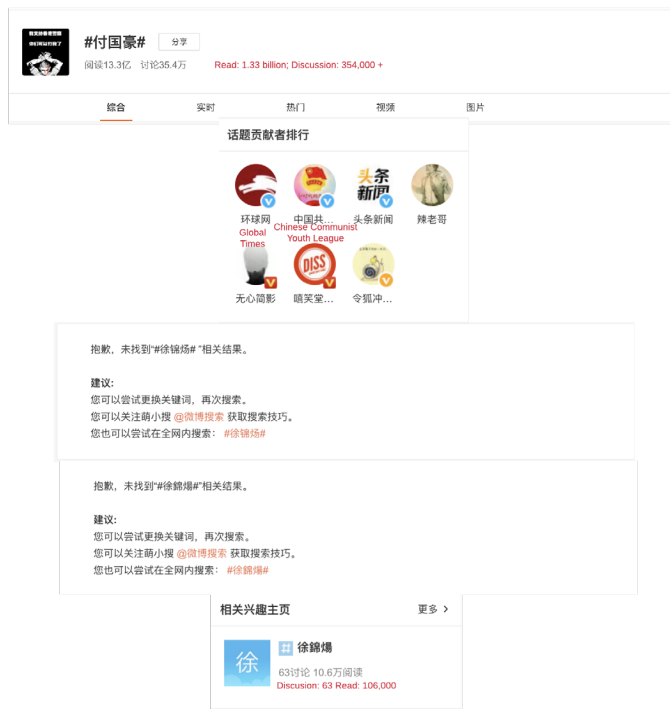 #付国豪#
分享
阅读13.3亿 讨论35.4万
Read: 1.33 billion; Discussion: 354,000 +
综合 实时 热门 视频 图片
话题贡献者排行
头条
新闻
环球网 中国共... 头条新闻 辣老哥
Global
Times
Chinese Communist
Youth League
DISS
无心简影 嘻笑堂... 令狐冲...
抱歉，未找到“#徐锦炀# ”相关结果。
建议:
您可以尝试更换关键词，再次搜索。
您可以关注萌小搜 @微博搜索 获取搜索技巧。
您也可以尝试在全网内搜索： #徐锦炀#
抱歉，未找到“#徐錦煬#”相关结果。
建议:
您可以尝试更换关键词，再次搜索。
您可以关注萌小搜 @微博搜索 获取搜索技巧。
您也可以尝试在全网内搜索： #徐錦煬#
相关兴趣主页 更多 >
徐
# 徐錦煬
63讨论 10.6万阅读
Discusion: 63 Read: 106,000